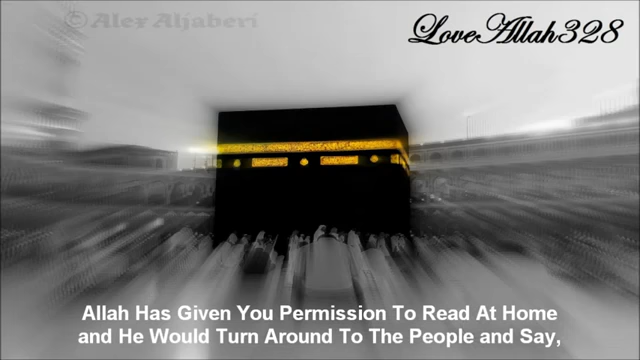 © Alex Aljaberi
LoveAllah328
Allah Has Given You Permission To Read At Home
and He Would Turn Around To The People and Say,